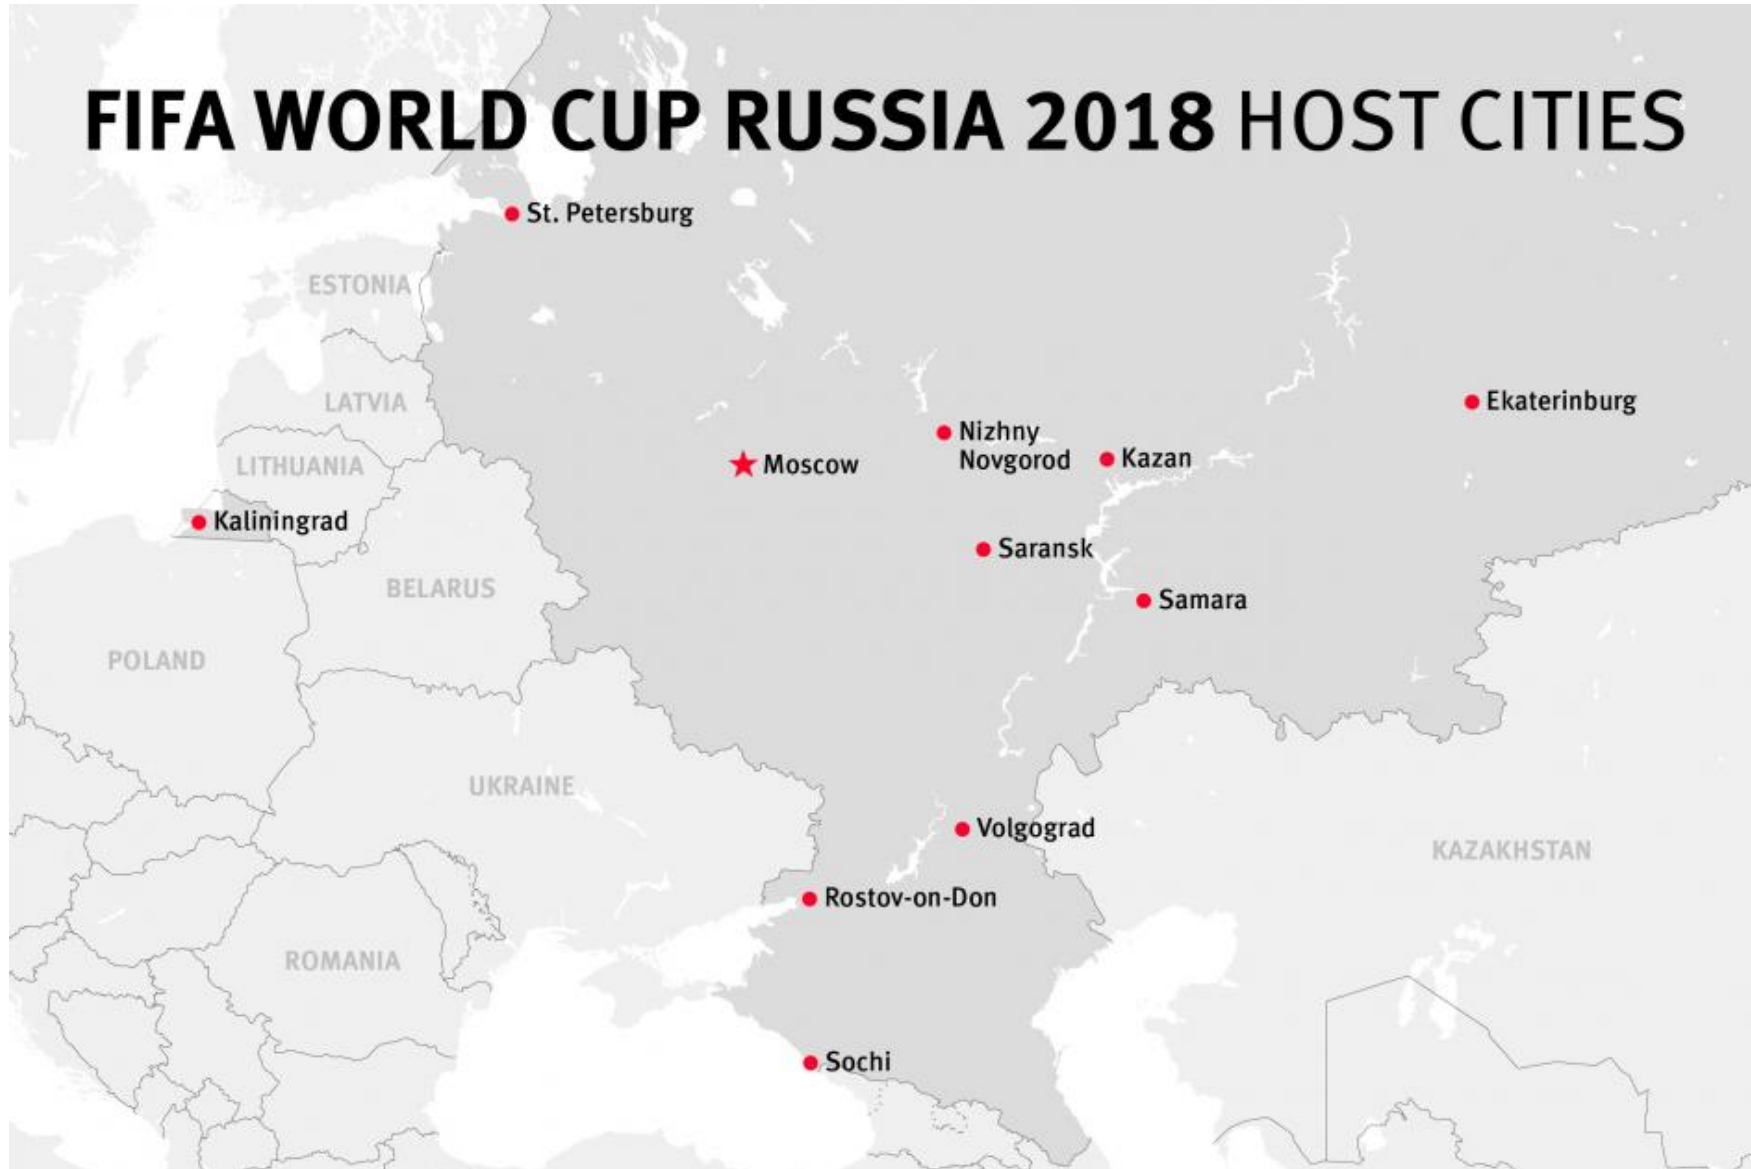 FIFA WORLD CUP RUSSIA 2018 HOST CITIES
St. Petersburg
ESTONIA
LATVIA
Ekaterinburg
Nizhny
Novgorod
Kazan
Moscow
LITHUANIA
Kaliningrad
Saransk
BELARUS
Samara
POLAND
UKRAINE
Volgograd
KAZAKHSTAN
Rostov-on-Don
ROMANIA
Sochi